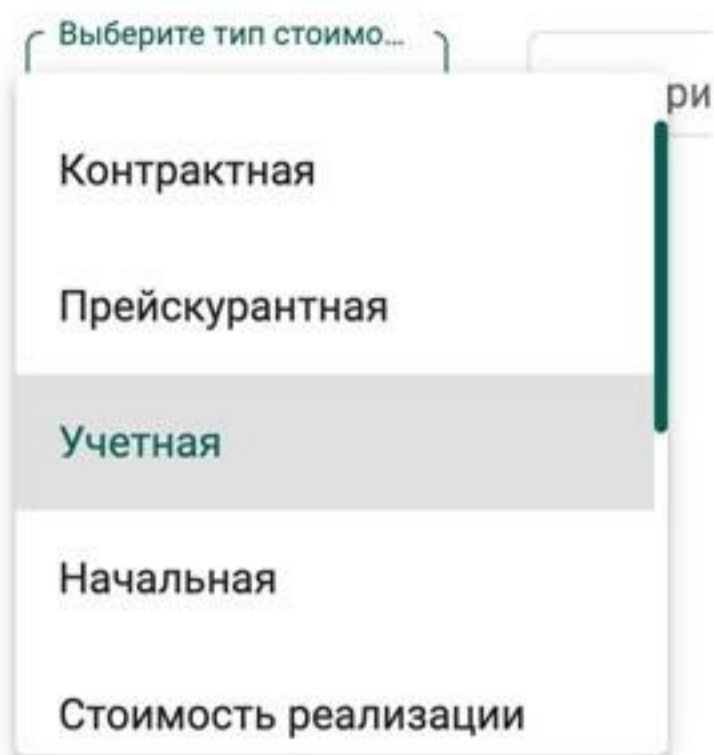 Выберите тип стоимо...
ри
Контрактная
Прейскурантная
Учетная
Начальная
Стоимость реализации